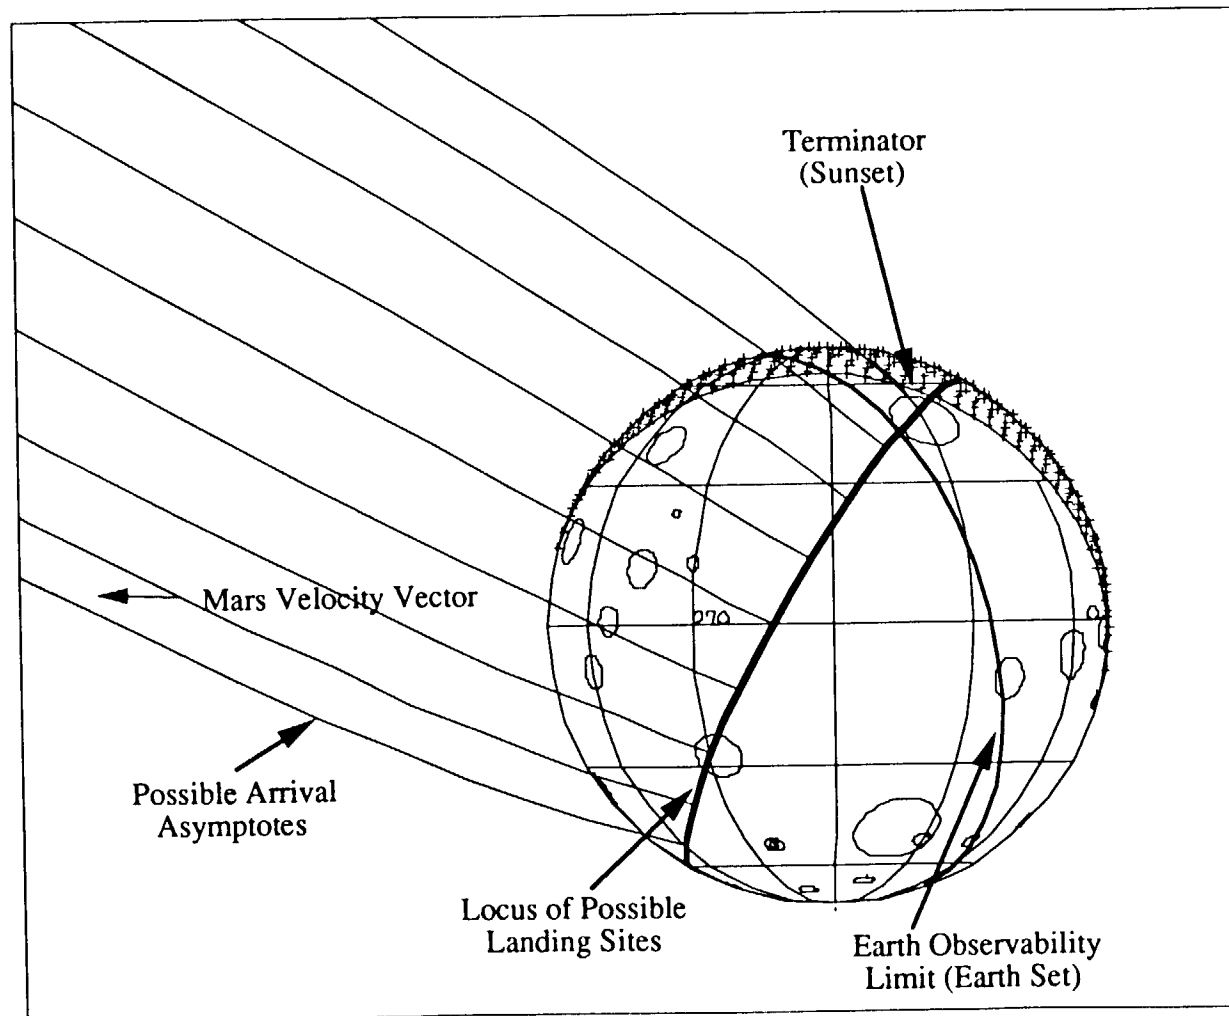 Terminator
(Sunset)
Mars Velocity Vector
270
Possible Arrival
Asymptotes
Locus of Possible
Landing Sites
Earth Observability
Limit (Earth Set)